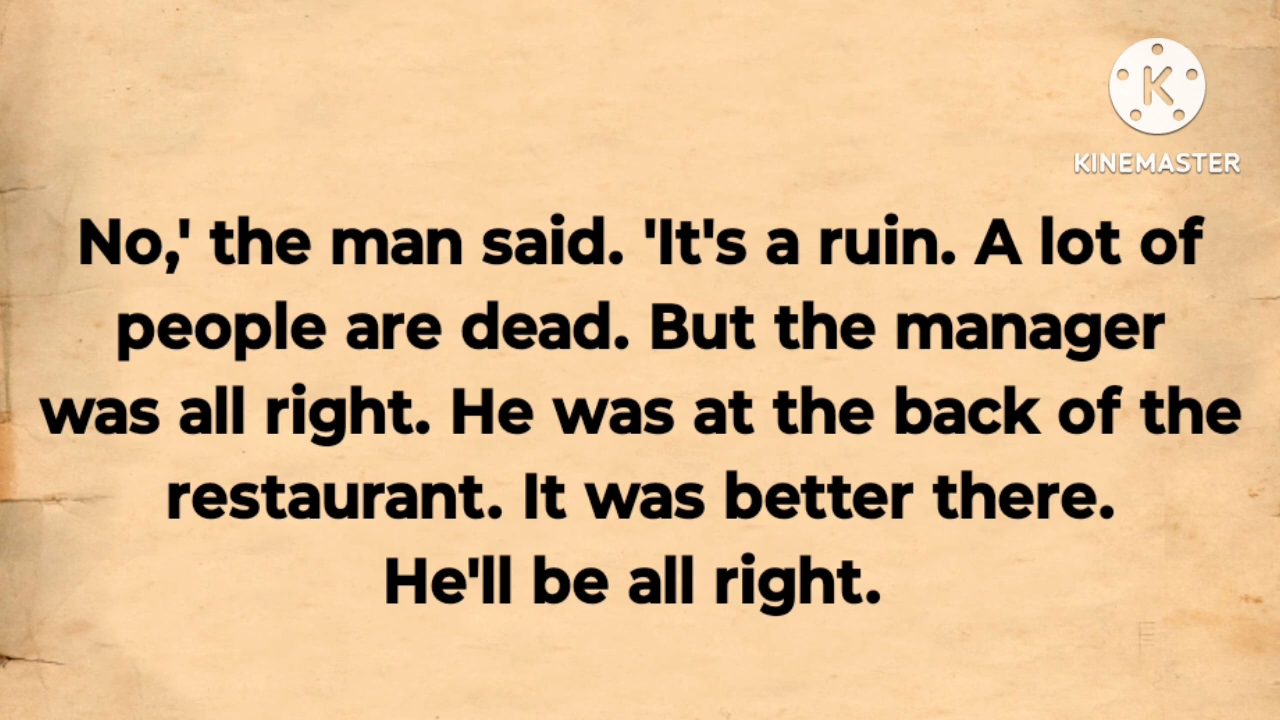 K
KINEMASTER
No,' the man said. 'It's a ruin. A lot of
people are dead. But the manager
was all right. He was at the back of the
restaurant. It was better there.
He'll be all right.